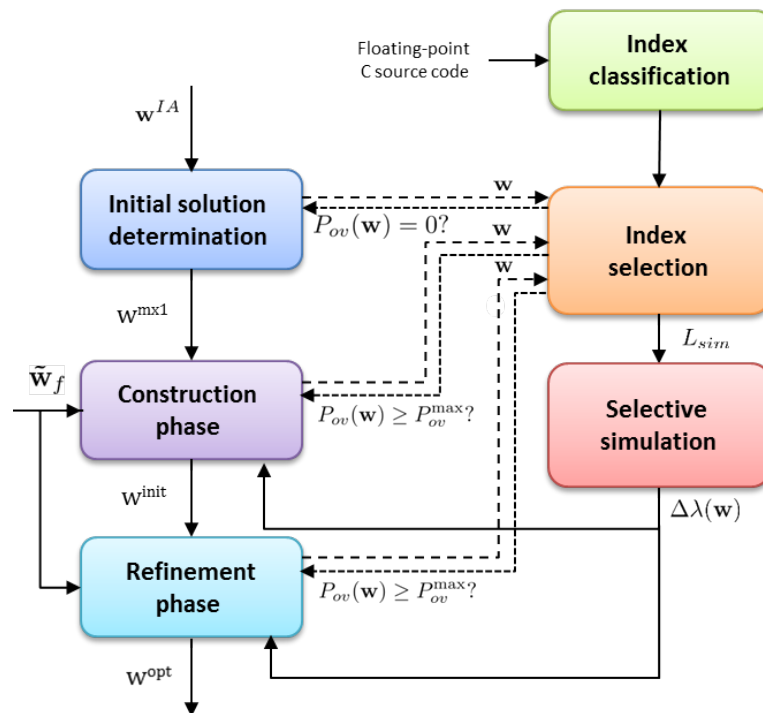 Floating-point
C source code
Index
classification
w^{IA}
Initial solution
determination
w
P_{ov}(w) = 0?
w
w
Index
selection
w^{mx1}
L_{sim}
w̃_f
Construction
phase
P_{ov}(w) ≥ P_{ov}^{max}?
Selective
simulation
w^{init}
Δλ(w)
Refinement
phase
P_{ov}(w) ≥ P_{ov}^{max}?
w^{opt}